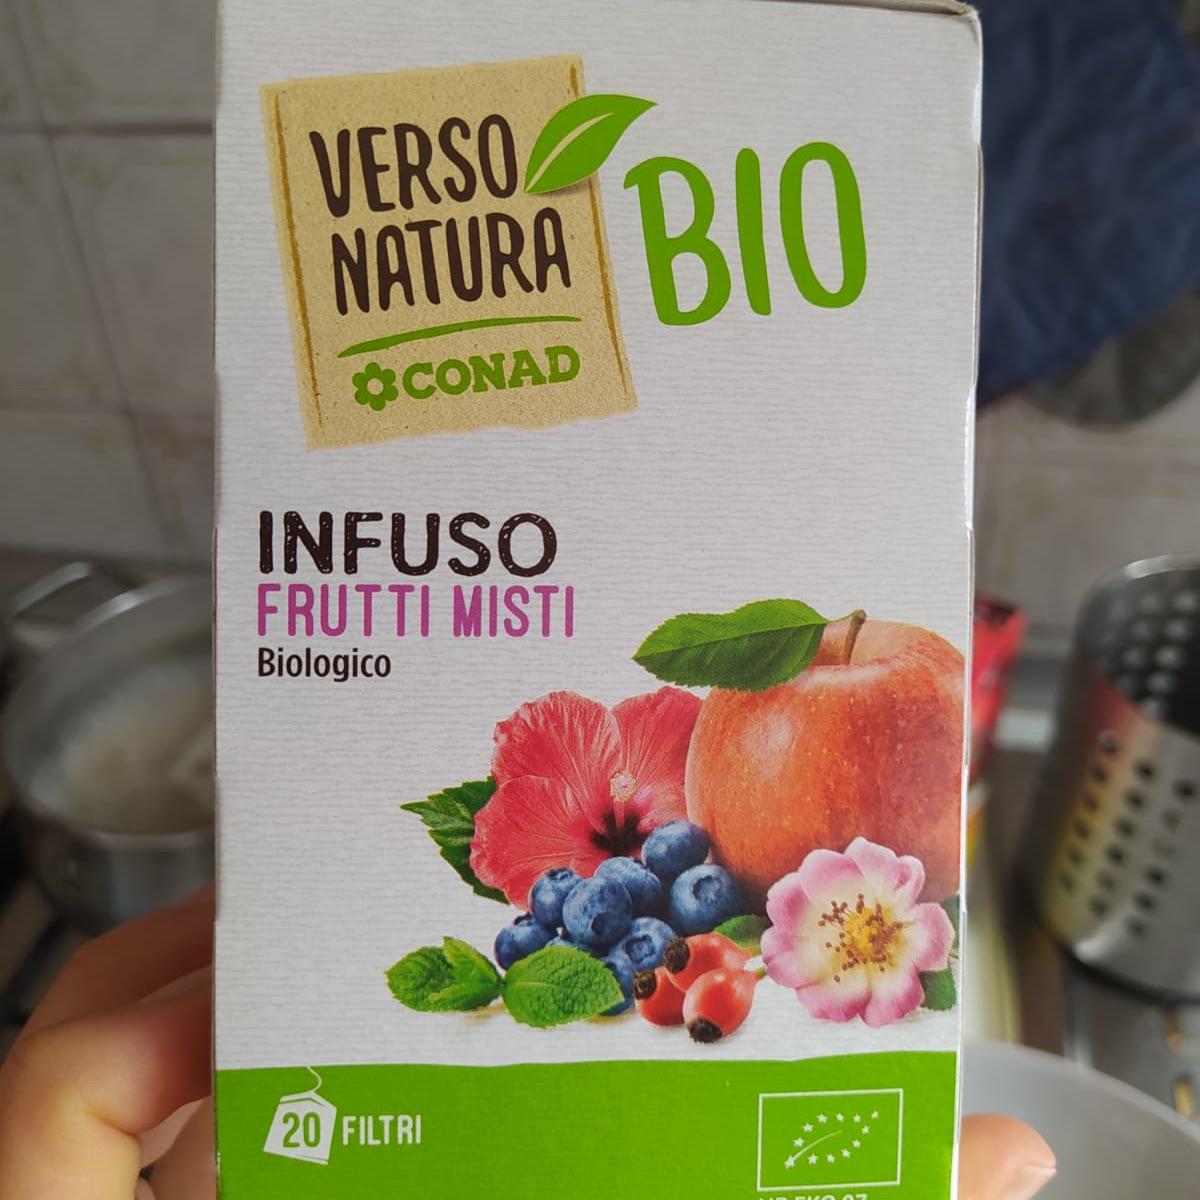 VERSO
NATURA
CONAD
BIO
INFUSO
FRUTTI MISTI
Biologico
20 FILTRI